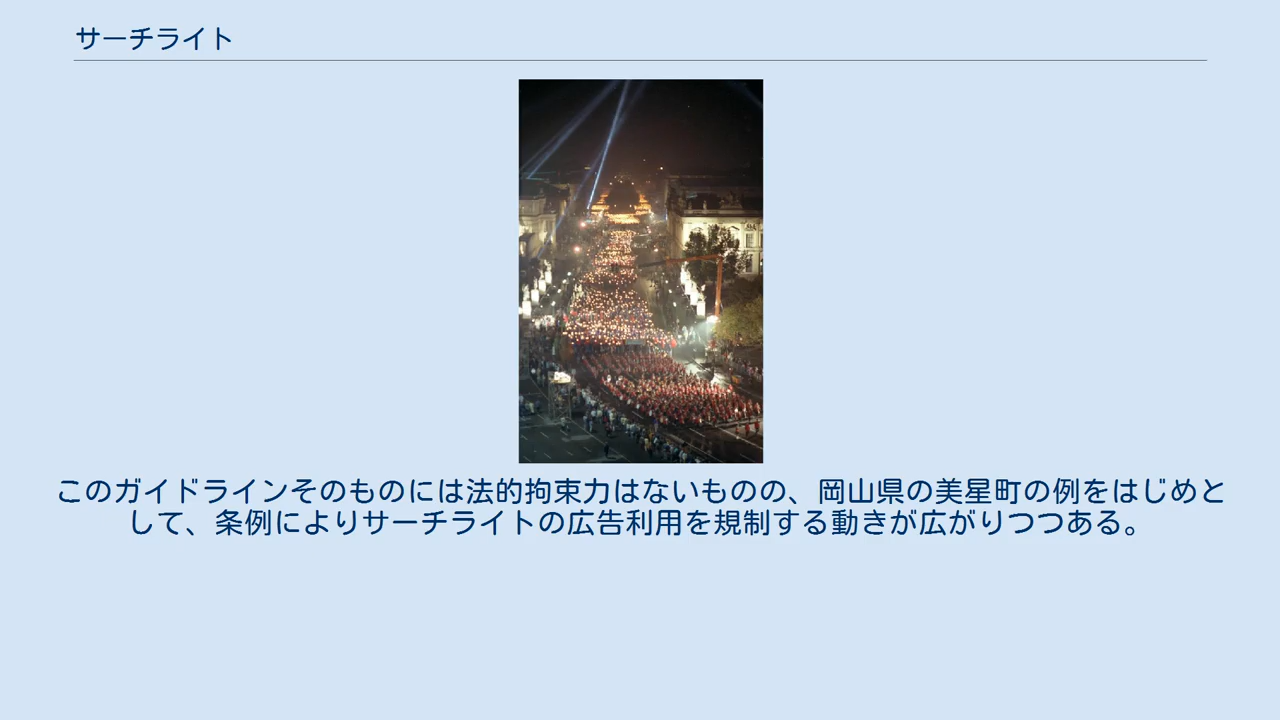 サーチライト
このガイドラインそのものには法的拘束力はないものの、岡山県の美星町の例をはじめと
して、条例によりサーチライトの広告利用を規制する動きが広がりつつある。